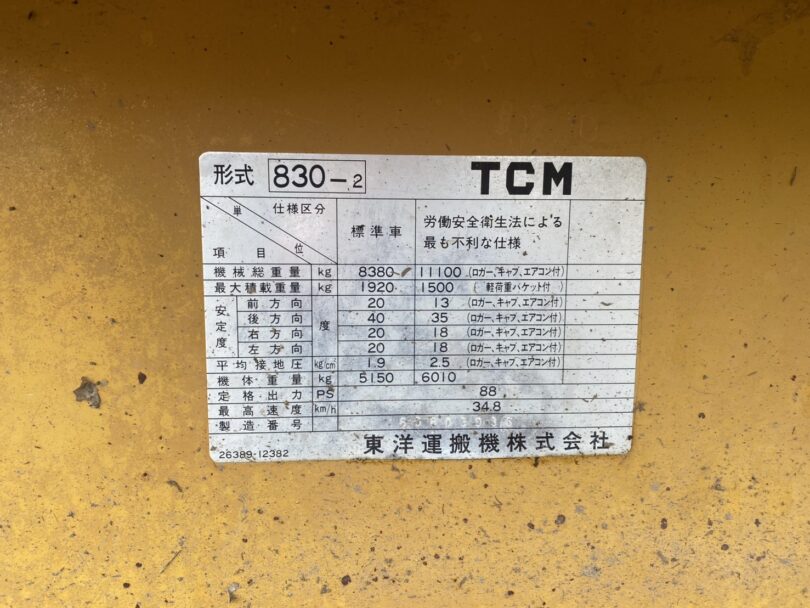 形式 830-2 TCM
単位 仕様区分 項目 標準車 労働安全衛生法による
最も不利な仕様
機械総重量 kg 8380 11100 (ロガー、キャブ、エアコン付)
最大積載重量 kg 1920 1500 (軽荷重バケット付)
安定度 前方向 度 20 13 (ロガー、キャブ、エアコン付)
後方向 40 35 (ロガー、キャブ、エアコン付)
右方向 20 18 (ロガー、キャブ、エアコン付)
左方向 20 18 (ロガー、キャブ、エアコン付)
平均接地圧 kg/cm² 1.9 2.5 (ロガー、キャブ、エアコン付)
機体重量 kg 5150 6010
定格出力 PS 88
最高速度 km/h 34.8
製造番号
東洋運搬機株式会社
26389-12382